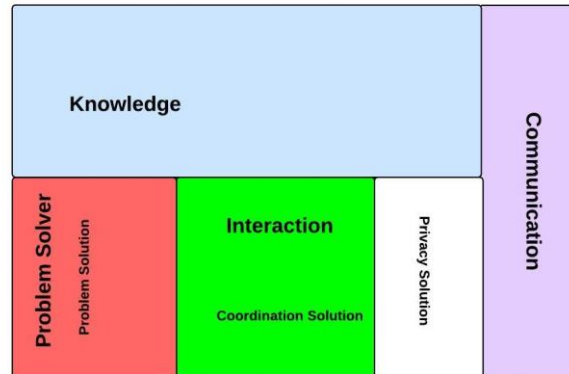 Knowledge
Communication
Problem Solver
Problem Solution
Interaction
Coordination Solution
Privacy Solution